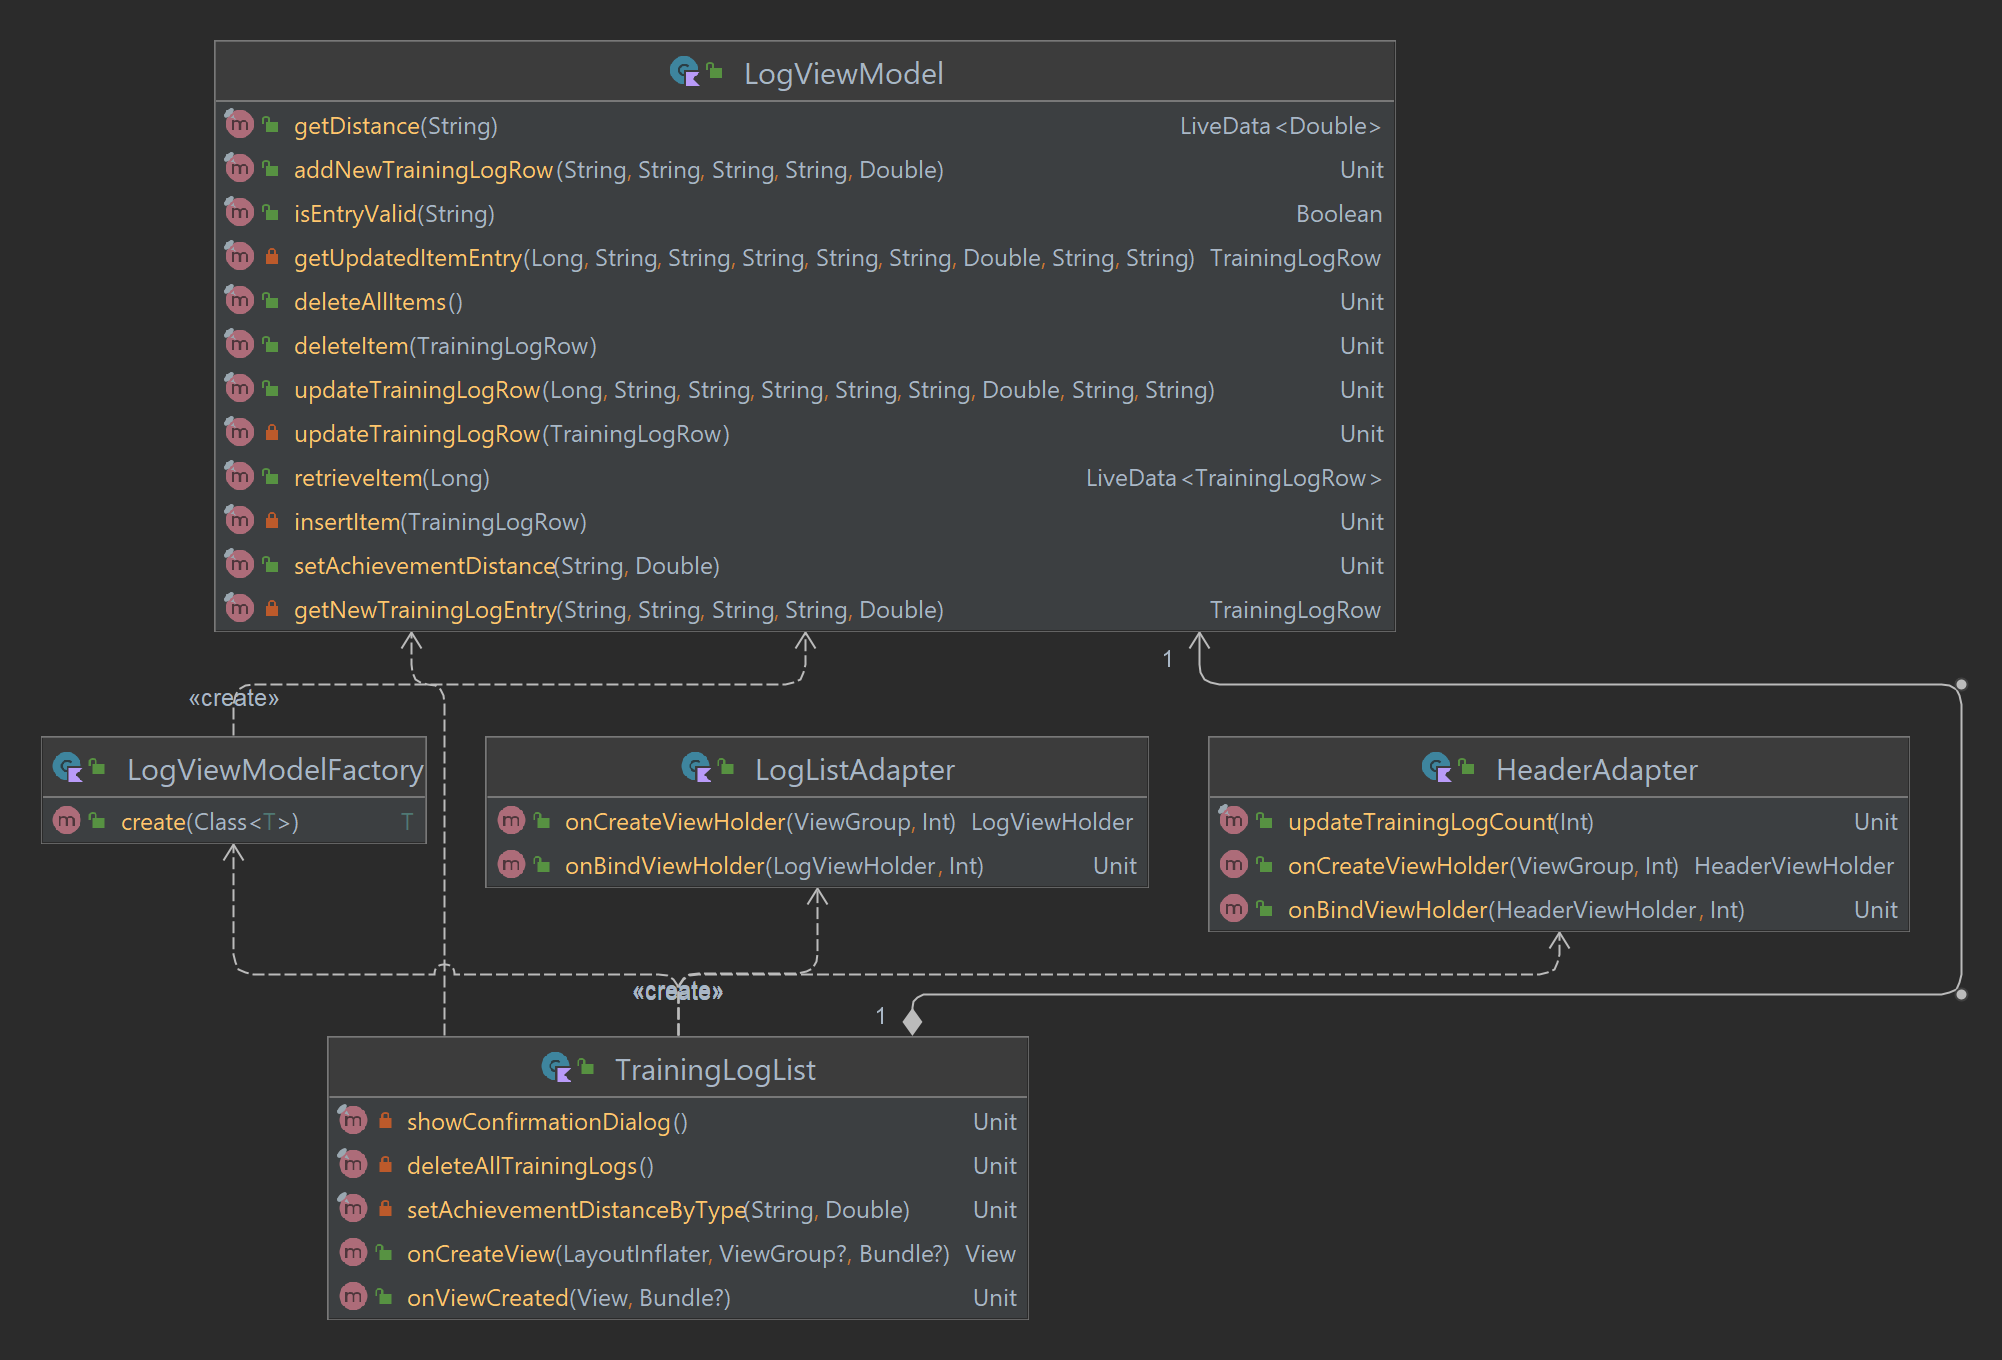 LogViewModel
getDistance(String) LiveData<Double>
addNewTrainingLogRow(String, String, String, String, Double) Unit
isEntryValid(String) Boolean
getUpdatedItemEntry(Long, String, String, String, String, String, Double, String, String) TrainingLogRow
deleteAllItems() Unit
deleteItem(TrainingLogRow) Unit
updateTrainingLogRow(Long, String, String, String, String, String, Double, String, String) Unit
updateTrainingLogRow(TrainingLogRow) Unit
retrieveItem(Long) LiveData<TrainingLogRow>
insertItem(TrainingLogRow) Unit
setAchievementDistance(String, Double) Unit
getNewTrainingLogEntry(String, String, String, String, Double) TrainingLogRow
1
«create»
LogViewModelFactory
create(Class<T>) T
LogListAdapter
onCreateViewHolder(ViewGroup, Int) LogViewHolder
onBindViewHolder(LogViewHolder, Int) Unit
HeaderAdapter
updateTrainingLogCount(Int) Unit
onCreateViewHolder(ViewGroup, Int) HeaderViewHolder
onBindViewHolder(HeaderViewHolder, Int) Unit
«create»
1
TrainingLogList
showConfirmationDialog() Unit
deleteAllTrainingLogs() Unit
setAchievementDistanceByType(String, Double) Unit
onCreateView(LayoutInflater, ViewGroup?, Bundle?) View
onViewCreated(View, Bundle?) Unit